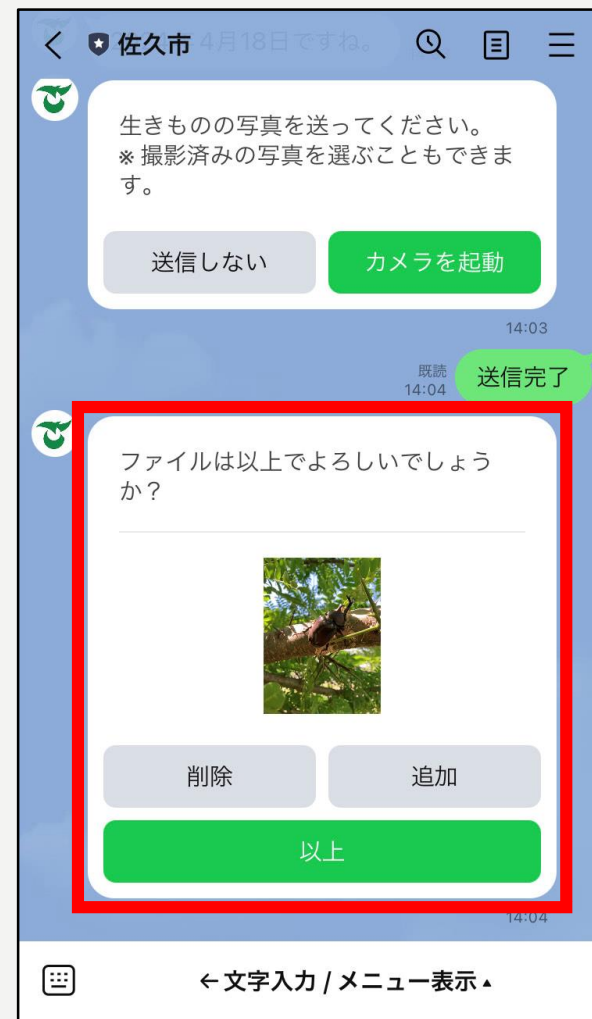 佐久市
4月18日ですね。
生きものの写真を送ってください。
※ 撮影済みの写真を選ぶこともできま
す。
送信しない
カメラを起動
14:03
既読
14:04
送信完了
ファイルは以上でよろしいでしょう
か？
削除
追加
以上
14:04
←文字入力 / メニュー表示▲